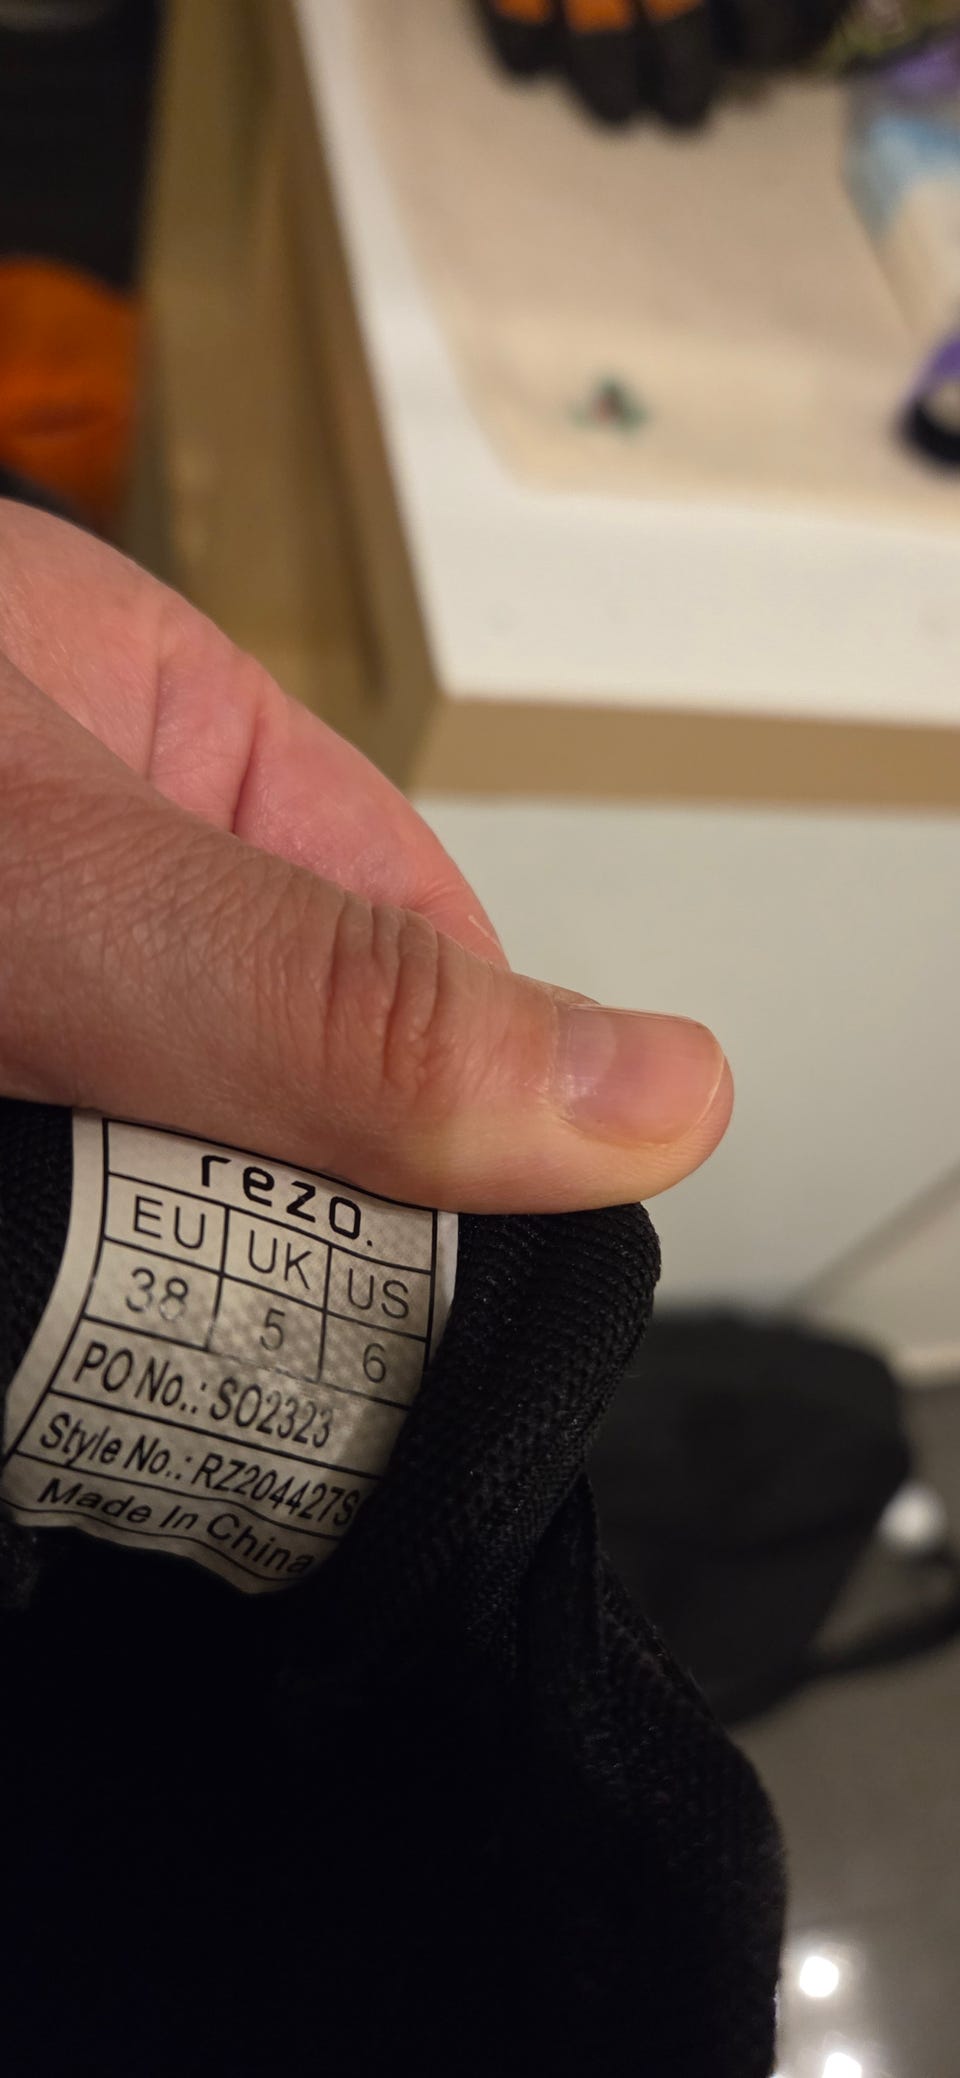 rezo.
EU UK US
38 5 6
PO No.: SO2323
Style No.: RZ204427S
Made In China